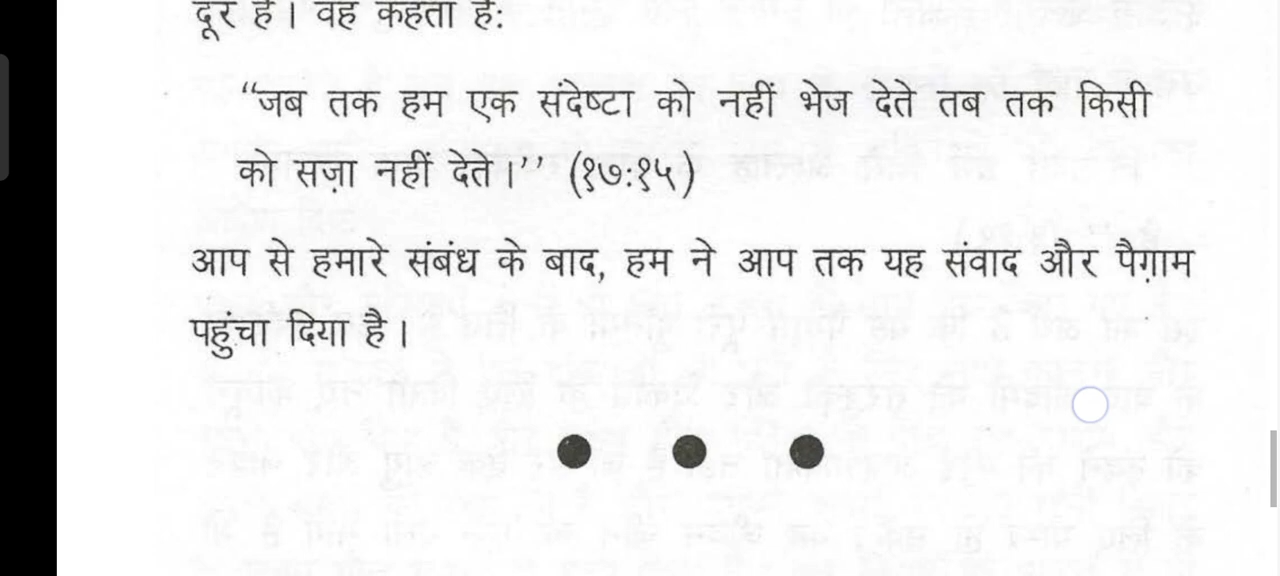 दूर है। वह कहता है:
“जब तक हम एक संदेष्टा को नहीं भेज देते तब तक किसी
को सज़ा नहीं देते।’’ (१७:१५)
आप से हमारे संबंध के बाद, हम ने आप तक यह संवाद और पैग़ाम
पहुंचा दिया है।